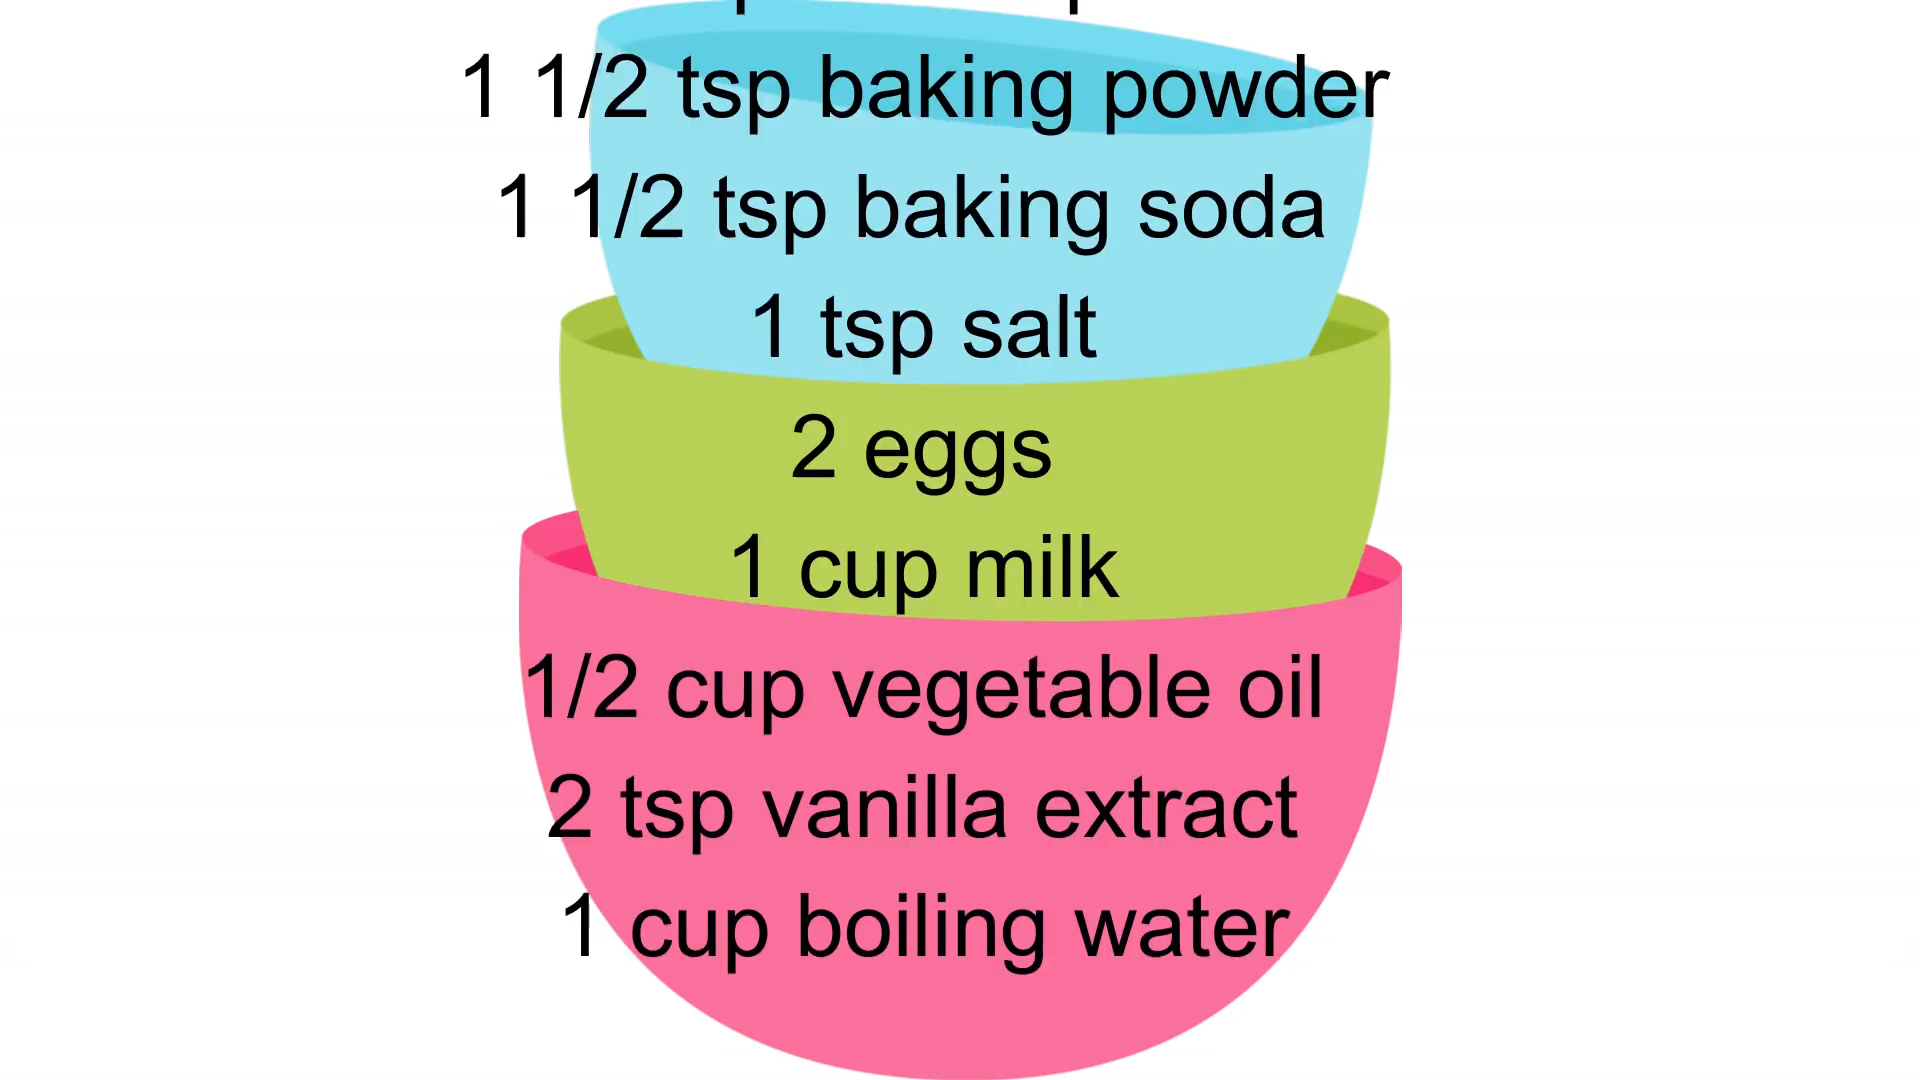 1 1/2 tsp baking powder
1 1/2 tsp baking soda
1 tsp salt
2 eggs
1 cup milk
1/2 cup vegetable oil
2 tsp vanilla extract
1 cup boiling water